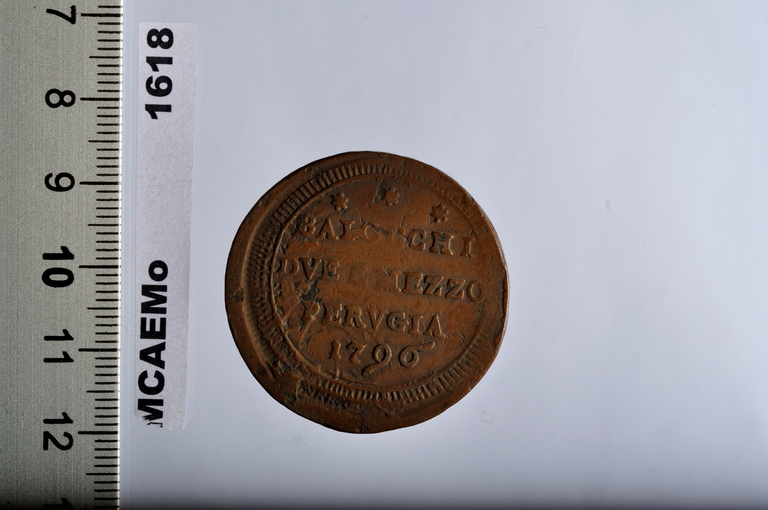 7
8
9
10
11
12
MCAEMo 1618
BAIOCCHI
DVE E MEZZO
PERVGIA
1796